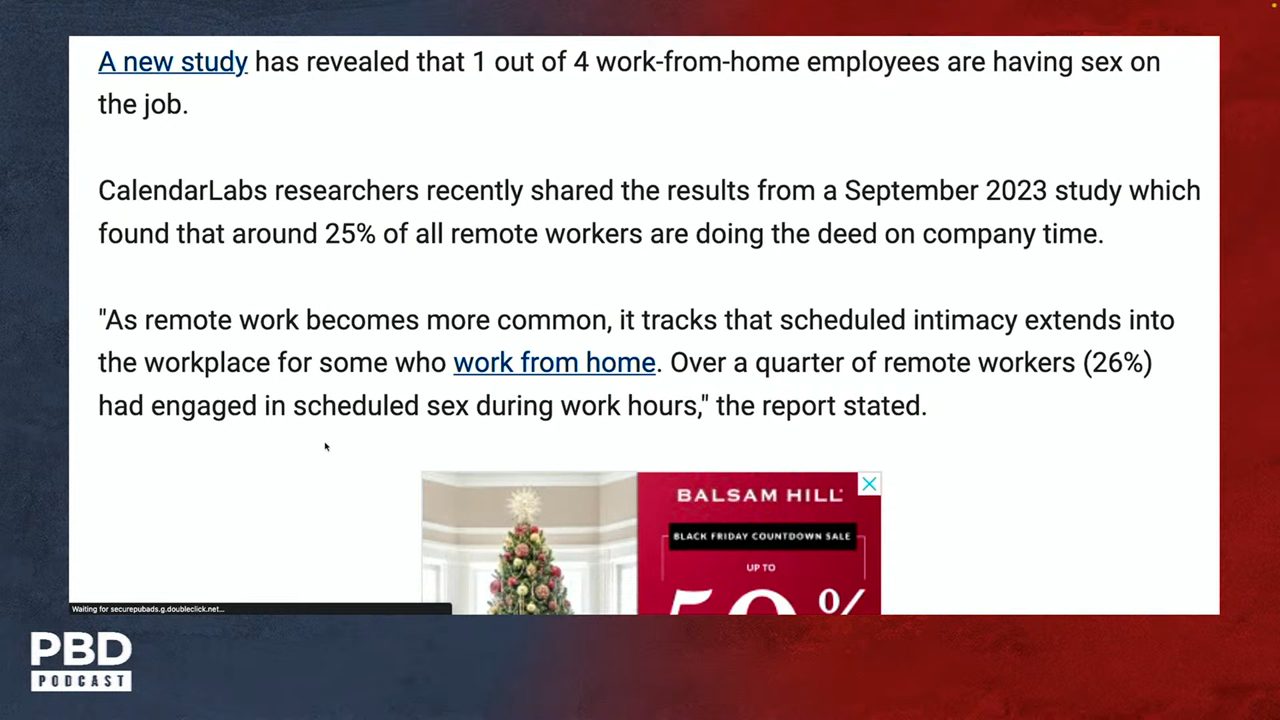 A new study has revealed that 1 out of 4 work-from-home employees are having sex on
the job.
CalendarLabs researchers recently shared the results from a September 2023 study which
found that around 25% of all remote workers are doing the deed on company time.
"As remote work becomes more common, it tracks that scheduled intimacy extends into
the workplace for some who work from home. Over a quarter of remote workers (26%)
had engaged in scheduled sex during work hours," the report stated.
BALSAM HILL
BLACK FRIDAY COUNTDOWN SALE
UP TO
50%
Waiting for securepubads.g.doubleclick.net...
PBD
PODCAST